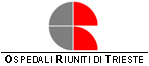 OSPEDALI RIUNITI DI TRIESTE